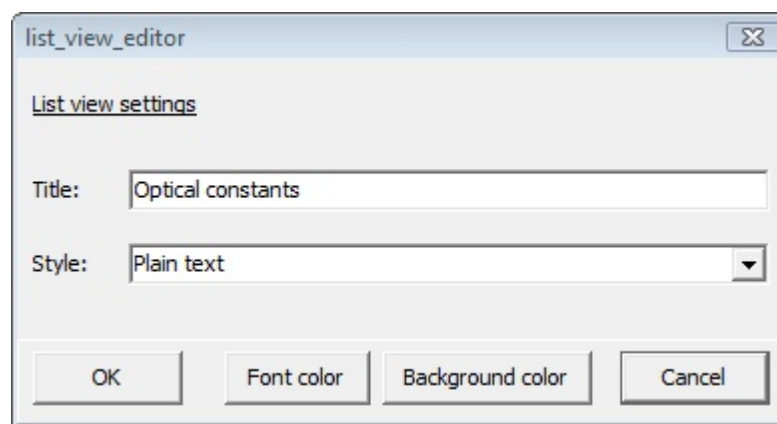 list_view_editor
List view settings
Title: Optical constants
Style: Plain text
OK Font color Background color Cancel